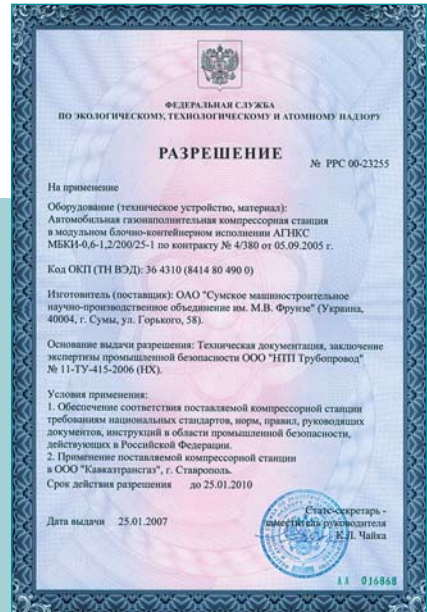 ФЕДЕРАЛЬНАЯ СЛУЖБА
ПО ЭКОЛОГИЧЕСКОМУ, ТЕХНОЛОГИЧЕСКОМУ И АТОМНОМУ НАДЗОРУ
РАЗРЕШЕНИЕ
№ РРС 00-23255
На применение
Оборудование (техническое устройство, материал):
Автомобильная газонаполнительная компрессорная станция
в модульном блочно-контейнерном исполнении АГНКС
МБКИ-0,6-1,2/200/25-1 по контракту № 4/380 от 05.09.2005 г.
Код ОКП (ТН ВЭД): 36 4310 (8414 80 490 0)
Изготовитель (поставщик): ОАО "Сумское машиностроительное
научно-производственное объединение им. М.В. Фрунзе" (Украина,
40004, г. Сумы, ул. Горького, 58).
Основание выдачи разрешения: Техническая документация, заключение
экспертизы промышленной безопасности ООО "НТП Трубопровод"
№ 11-ТУ-415-2006 (НХ).
Условия применения:
1. Обеспечение соответствия поставляемой компрессорной станции
требованиям национальных стандартов, норм, правил, руководящих
документов, инструкций в области промышленной безопасности,
действующих в Российской Федерации.
2. Применение поставляемой компрессорной станции
в ООО "Кавказтрансгаз", г. Ставрополь.
Срок действия разрешения до 25.01.2010
Статс-секретарь -
Дата выдачи 25.01.2007 заместитель руководителя
К.Л. Чайка
АА 016868